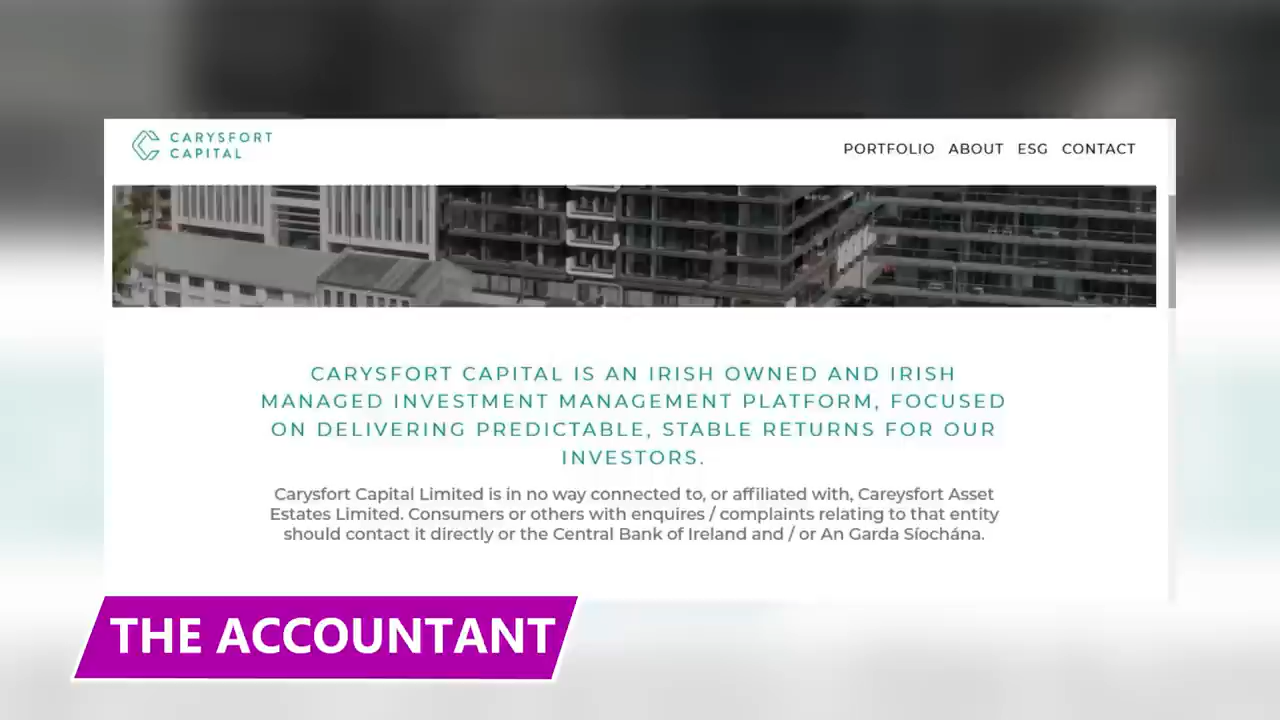 CARYSFORT
CAPITAL
PORTFOLIO ABOUT ESG CONTACT
CARYSFORT CAPITAL IS AN IRISH OWNED AND IRISH
MANAGED INVESTMENT MANAGEMENT PLATFORM, FOCUSED
ON DELIVERING PREDICTABLE, STABLE RETURNS FOR OUR
INVESTORS.
Carysfort Capital Limited is in no way connected to, or affiliated with, Careysfort Asset
Estates Limited. Consumers or others with enquires / complaints relating to that entity
should contact it directly or the Central Bank of Ireland and / or An Garda Síochána.
THE ACCOUNTANT